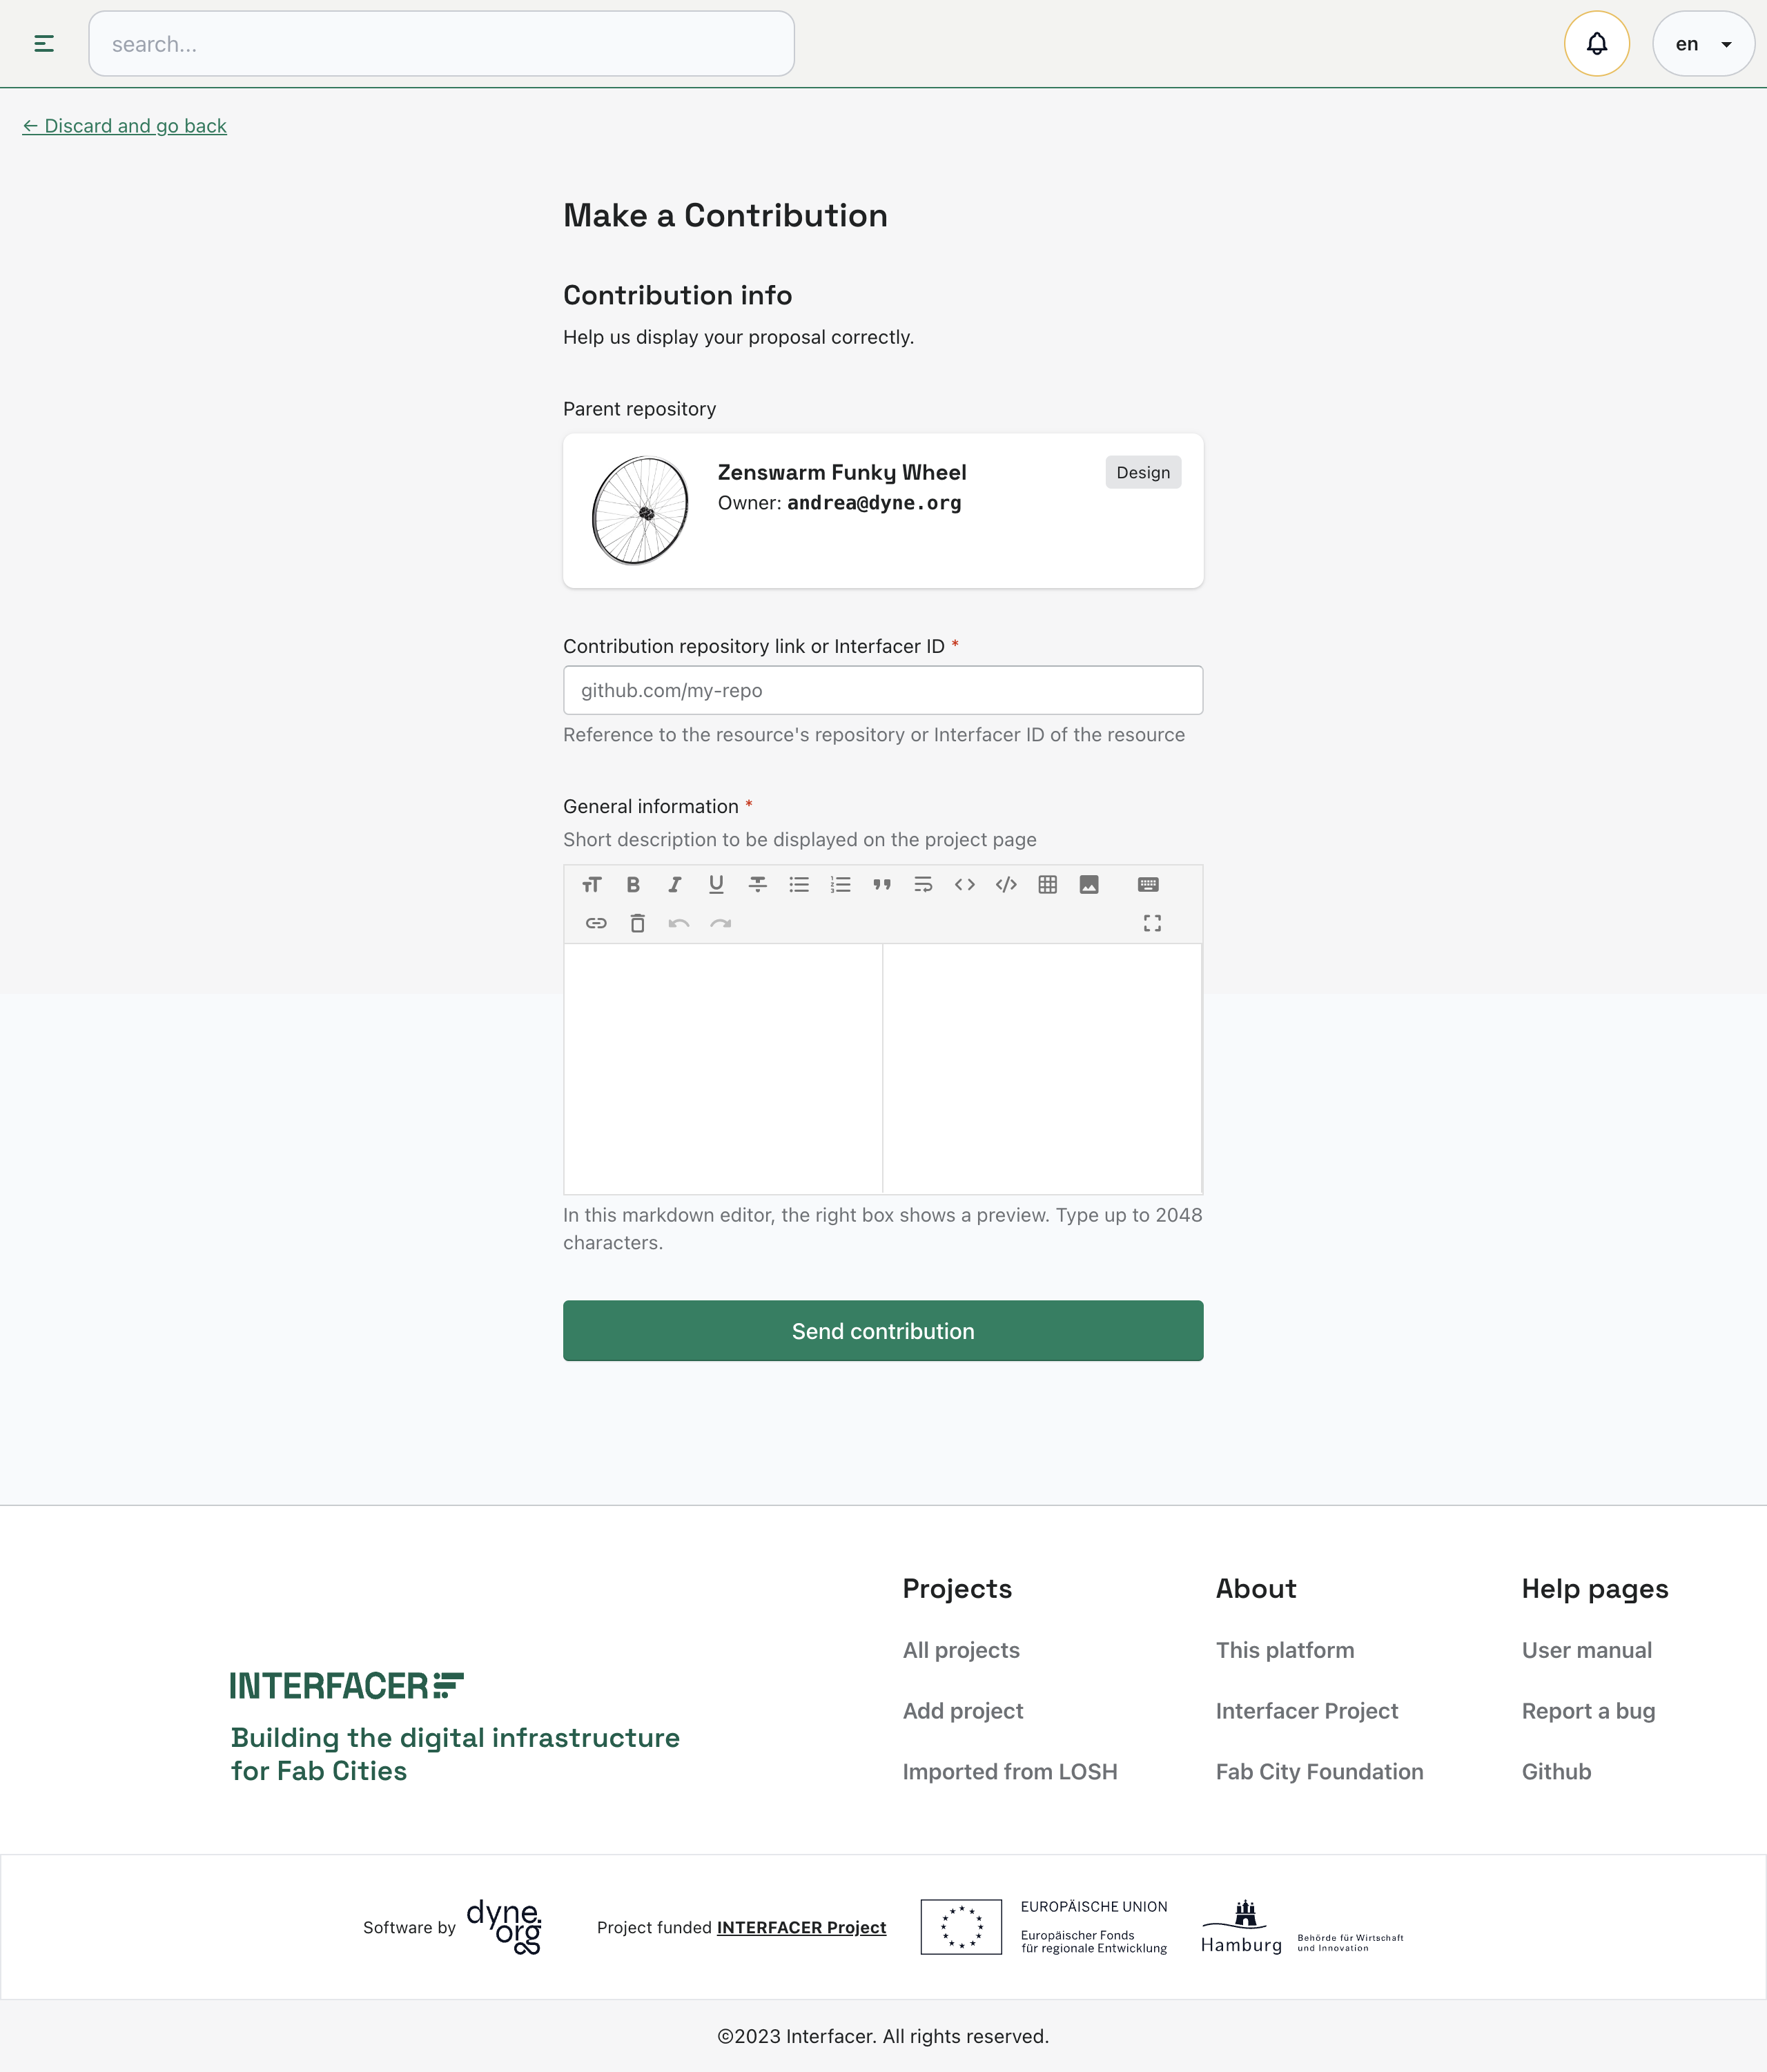 search...
en
← Discard and go back
Make a Contribution
Contribution info
Help us display your proposal correctly.
Parent repository
Zenswarm Funky Wheel
Design
Owner: andrea@dyne.org
Contribution repository link or Interfacer ID *
github.com/my-repo
Reference to the resource's repository or Interfacer ID of the resource
General information *
Short description to be displayed on the project page
In this markdown editor, the right box shows a preview. Type up to 2048
characters.
Send contribution
INTERFACER
Building the digital infrastructure
for Fab Cities
Projects
All projects
Add project
Imported from LOSH
About
This platform
Interfacer Project
Fab City Foundation
Help pages
User manual
Report a bug
Github
Software by
dyne.
org
Project funded INTERFACER Project
EUROPÄISCHE UNION
Europäischer Fonds
für regionale Entwicklung
Hamburg
Behörde für Wirtschaft
und Innovation
©2023 Interfacer. All rights reserved.